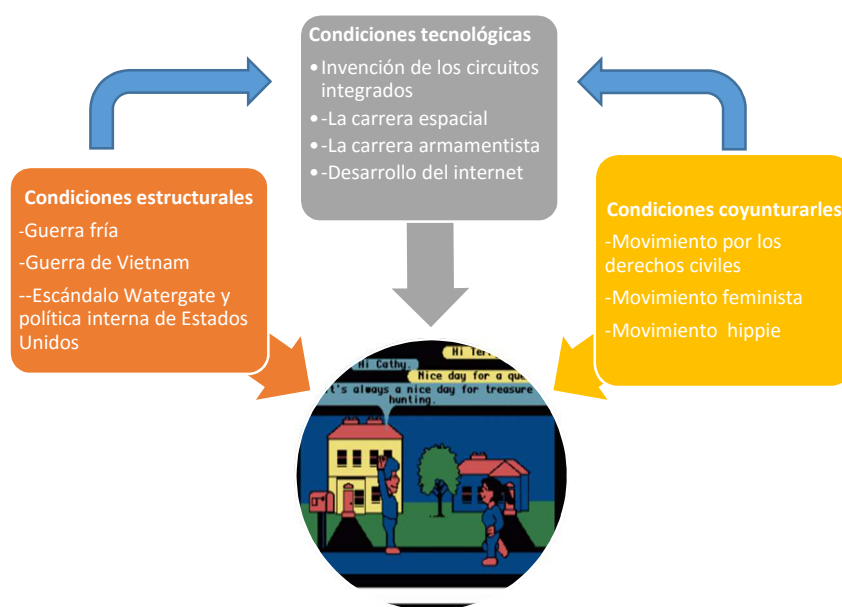 Condiciones tecnológicas
•Invención de los circuitos
integrados
•-La carrera espacial
•-La carrera armamentista
•-Desarrollo del internet
Condiciones estructurales
-Guerra fría
-Guerra de Vietnam
--Escándalo Watergate y
política interna de Estados
Unidos
Condiciones coyunturarles
-Movimiento por los
derechos civiles
-Movimiento feminista
-Movimiento hippie
Hi
Hi Cathy.
Nice day for a
always a nice day for treasure
hunting.